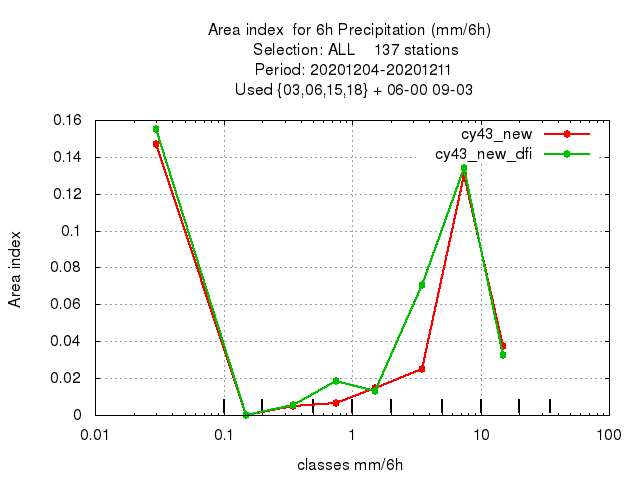 Area index  for 6h Precipitation (mm/6h)
Selection: ALL    137 stations
Period: 20201204-20201211
Used {03,06,15,18} + 06-00 09-03
cy43_new
cy43_new_dfi
0.16
0.14
0.12
0.1
0.08
0.06
0.04
0.02
0
Area index
0.01 0.1 1 10 100
classes mm/6h